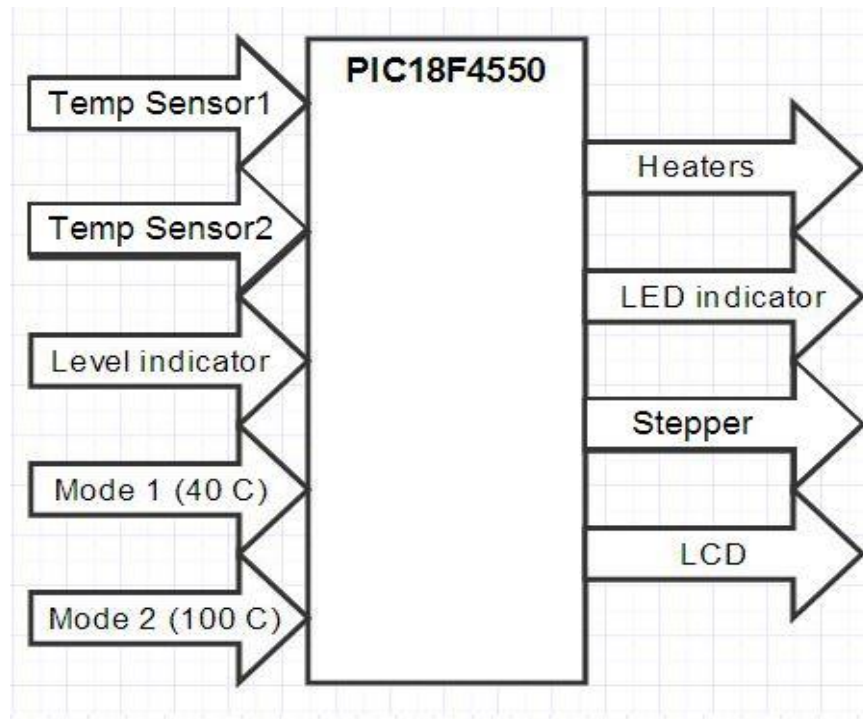 PIC18F4550
Temp Sensor1
Temp Sensor2
Level indicator
Mode 1 (40 C)
Mode 2 (100 C)
Heaters
LED indicator
Stepper
LCD